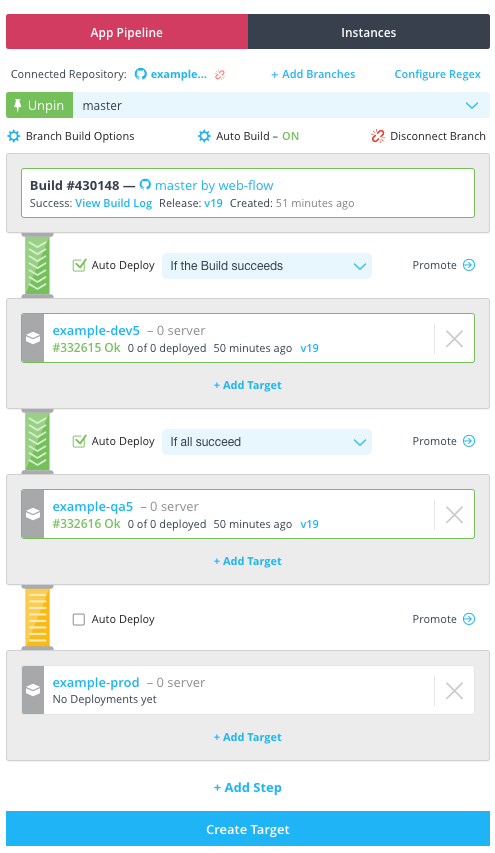 App Pipeline Instances
Connected Repository: example... + Add Branches Configure Regex
Unpin master
Branch Build Options Auto Build – ON Disconnect Branch
Build #430148 — master by web-flow
Success: View Build Log Release: v19 Created: 51 minutes ago
Auto Deploy If the Build succeeds Promote
example-dev5 – 0 server
#332615 Ok 0 of 0 deployed 50 minutes ago v19
+ Add Target
Auto Deploy If all succeed Promote
example-qa5 – 0 server
#332616 Ok 0 of 0 deployed 50 minutes ago v19
+ Add Target
Auto Deploy Promote
example-prod – 0 server
No Deployments yet
+ Add Target
+ Add Step
Create Target